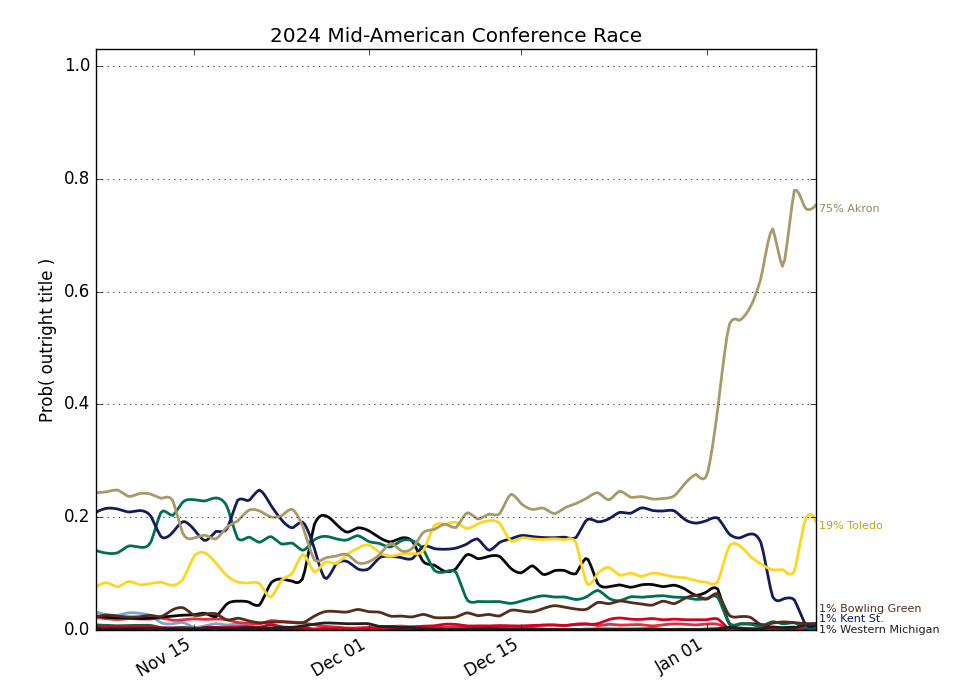 2024 Mid-American Conference Race
Prob( outright title )
1.0
0.8
0.6
0.4
0.2
0.0
Nov 15
Dec 01
Dec 15
Jan 01
75% Akron
19% Toledo
1% Bowling Green
1% Kent St.
1% Western Michigan